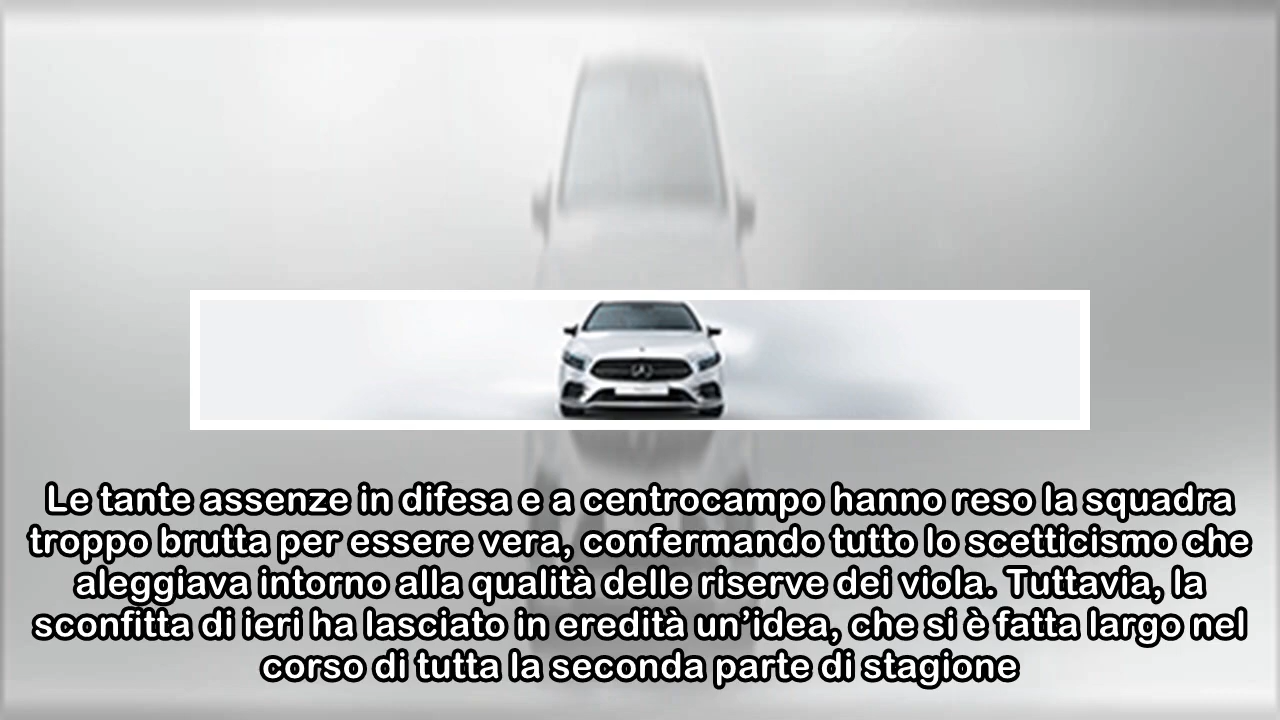 Le tante assenze in difesa e a centrocampo hanno reso la squadra
troppo brutta per essere vera, confermando tutto lo scetticismo che
aleggiava intorno alla qualità delle riserve dei viola. Tuttavia, la
sconfitta di ieri ha lasciato in eredità un’idea, che si è fatta largo nel
corso di tutta la seconda parte di stagione